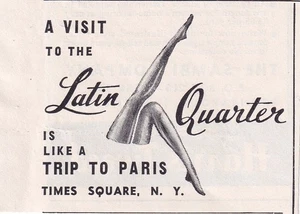 A VISIT
TO THE
Latin Quarter
IS
LIKE A
TRIP TO PARIS
TIMES SQUARE, N. Y.